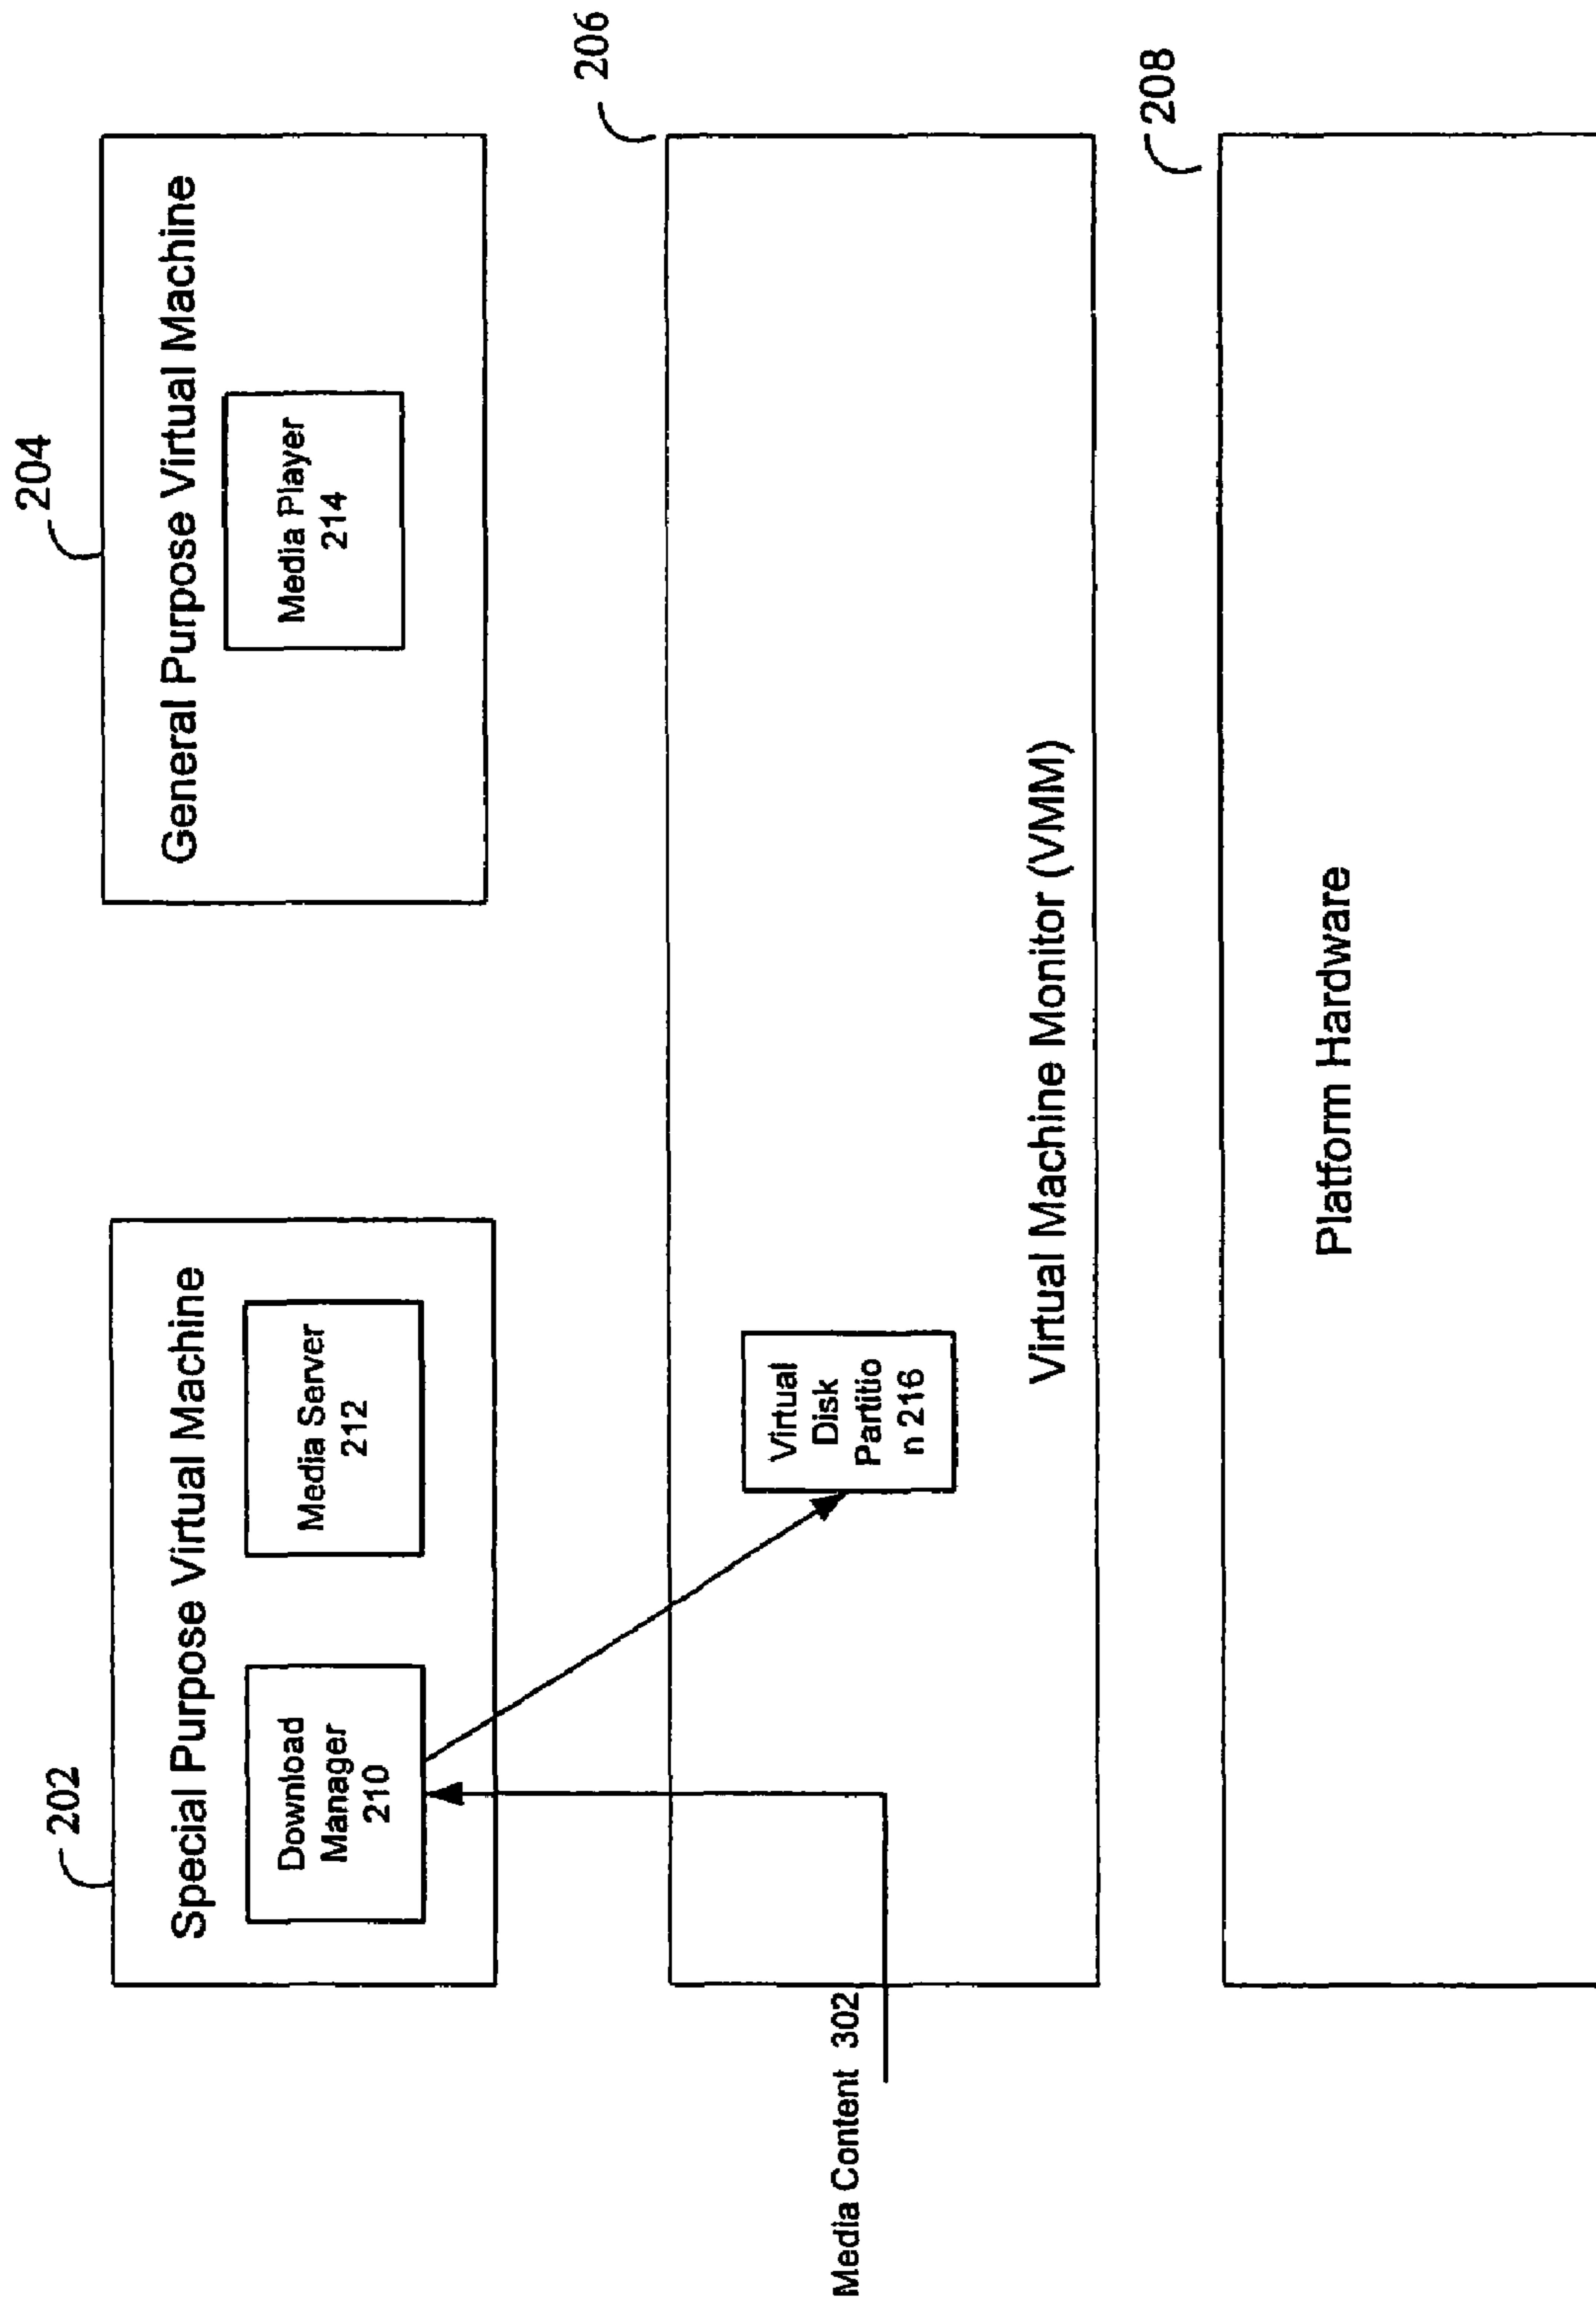 202
Special Purpose Virtual Machine
Download
Manager
210
Media Server
212
204
General Purpose Virtual Machine
Media Player
214
206
Virtual
Disk
Partitio
n 216
Media Content 302
Virtual Machine Monitor (VMM)
208
Platform Hardware